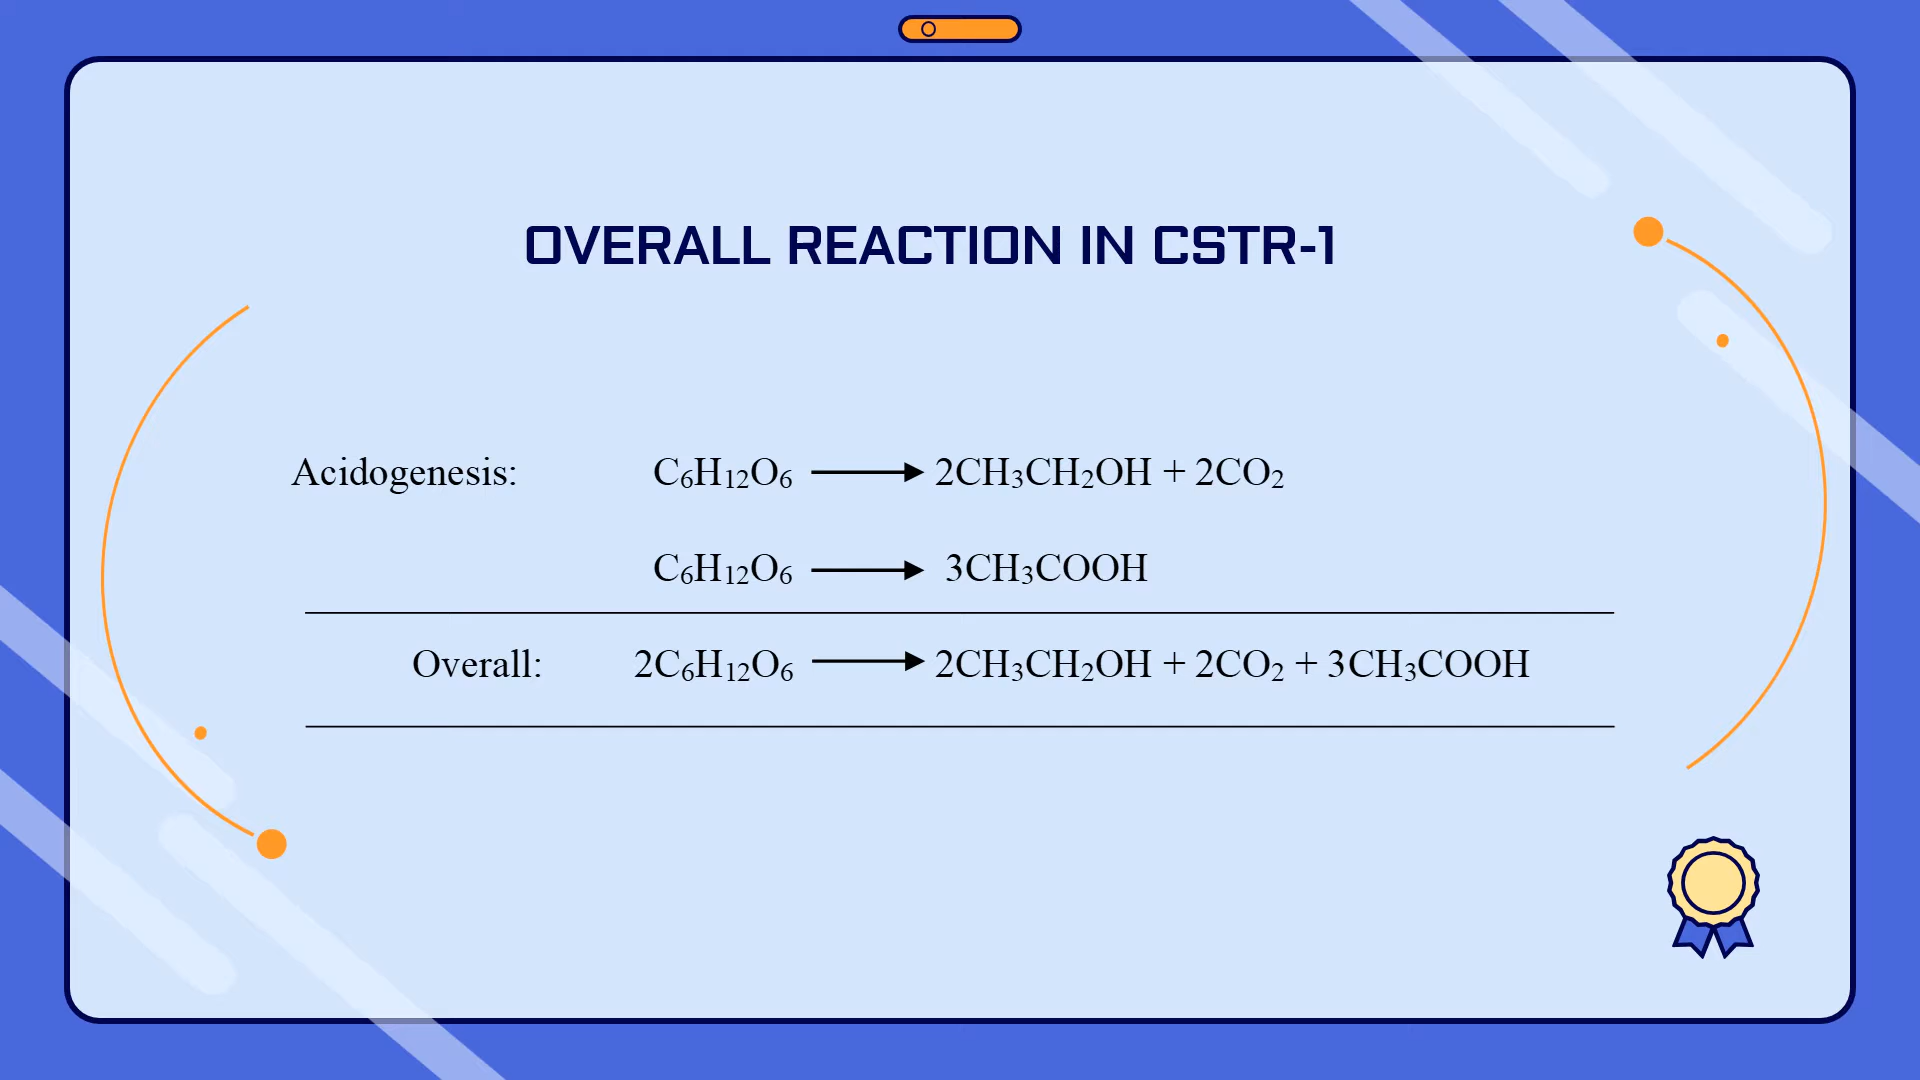 OVERALL REACTION IN CSTR-1
Acidogenesis: C₆H₁₂O₆ ⟶ 2CH₃CH₂OH + 2CO₂
C₆H₁₂O₆ ⟶ 3CH₃COOH
Overall: 2C₆H₁₂O₆ ⟶ 2CH₃CH₂OH + 2CO₂ + 3CH₃COOH